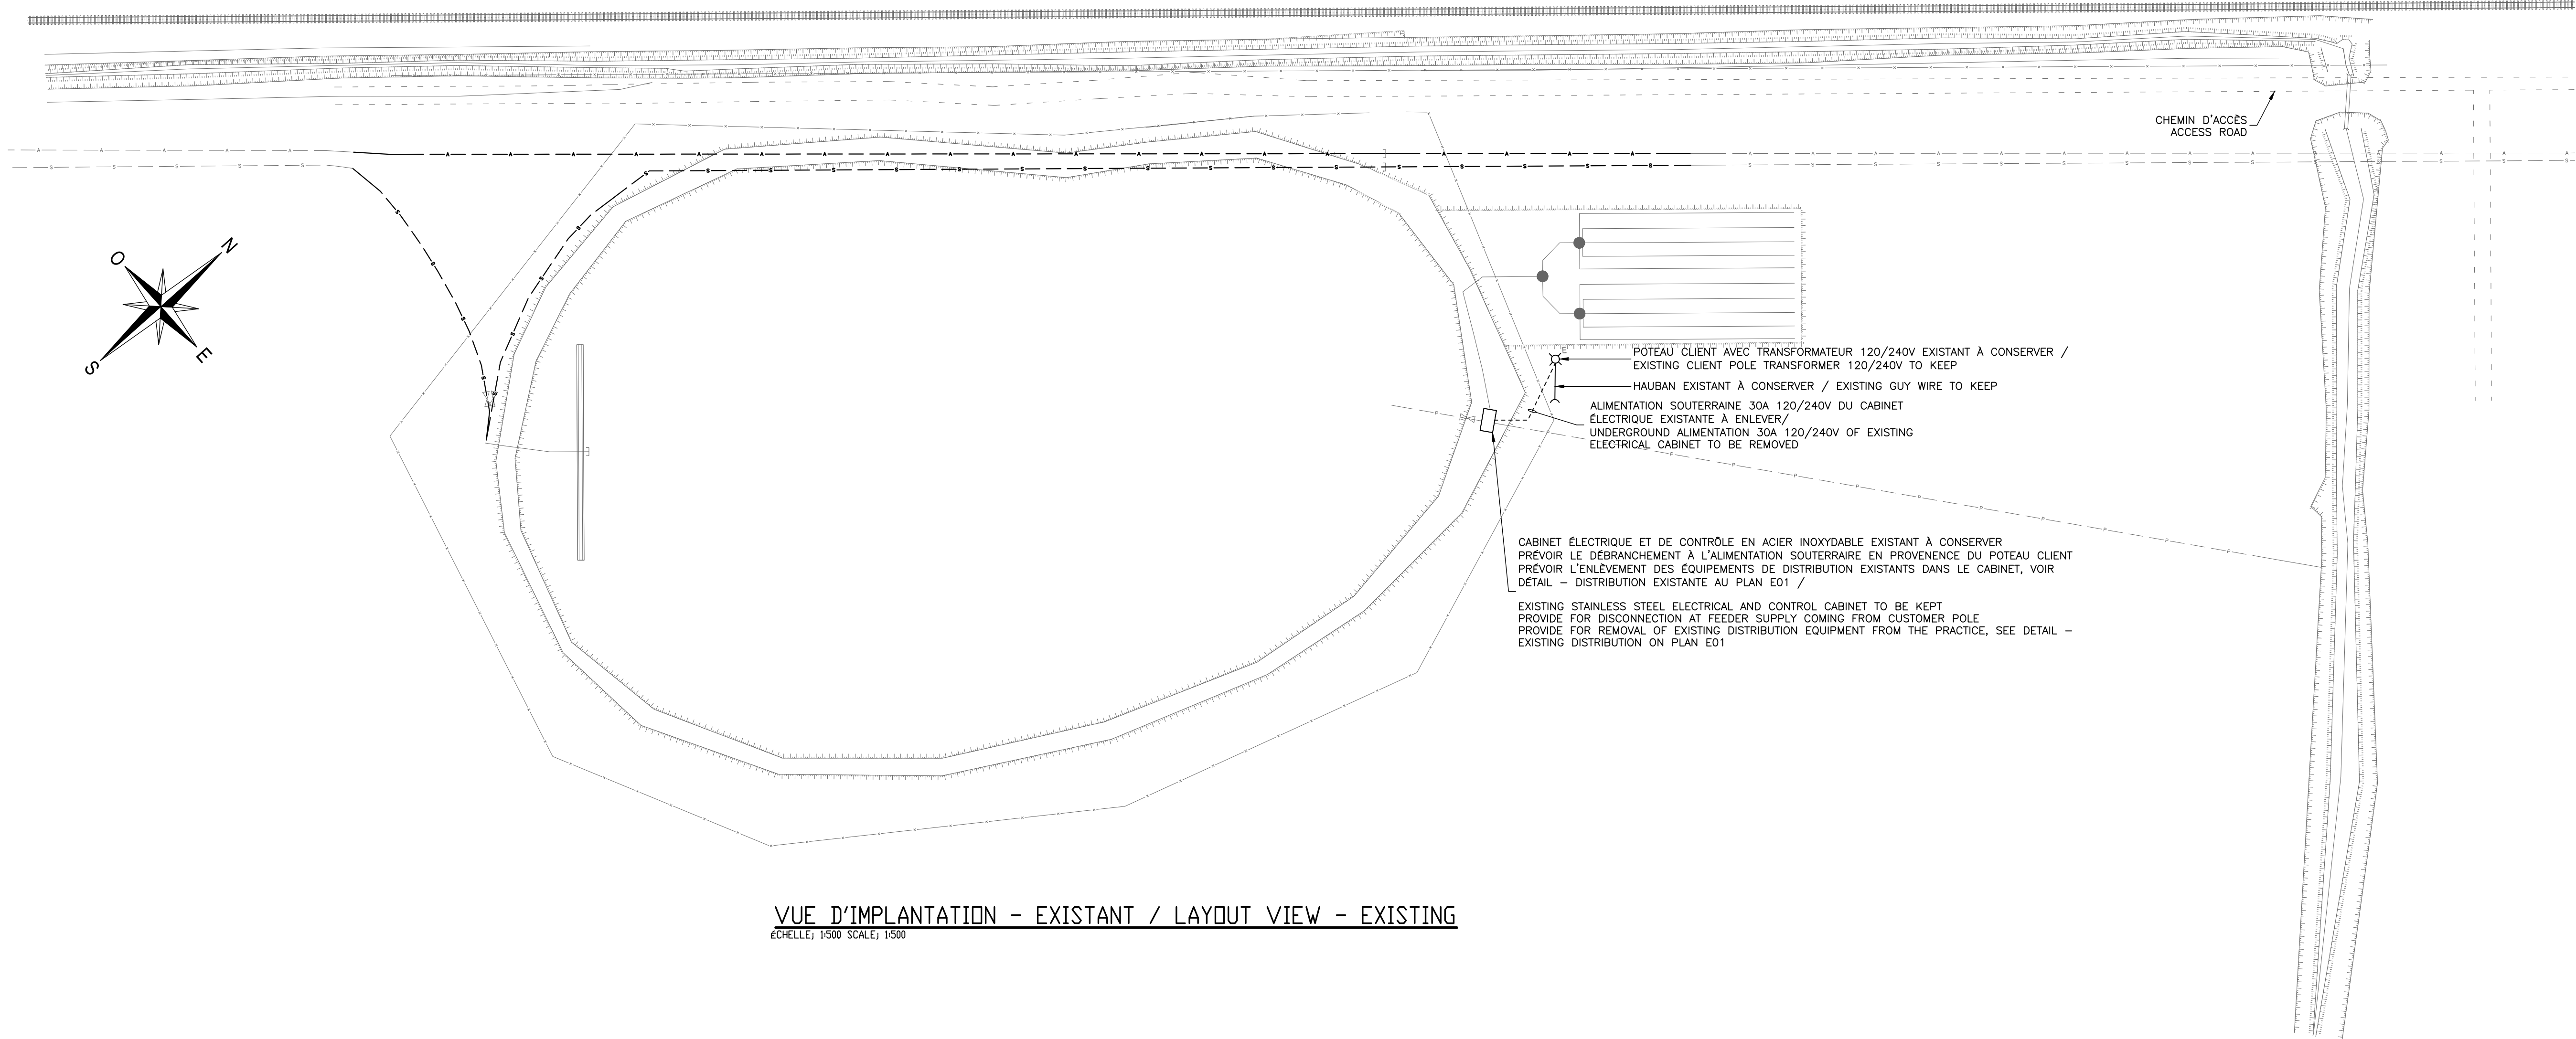 CHEMIN D'ACCÈS
ACCESS ROAD
O
N
S
E
E
POTEAU CLIENT AVEC TRANSFORMATEUR 120/240V EXISTANT À CONSERVER /
EXISTING CLIENT POLE TRANSFORMER 120/240V TO KEEP
HAUBAN EXISTANT À CONSERVER / EXISTING GUY WIRE TO KEEP
ALIMENTATION SOUTERRAINE 30A 120/240V DU CABINET
ÉLECTRIQUE EXISTANTE À ENLEVER/
UNDERGROUND ALIMENTATION 30A 120/240V OF EXISTING
ELECTRICAL CABINET TO BE REMOVED
CABINET ÉLECTRIQUE ET DE CONTRÔLE EN ACIER INOXYDABLE EXISTANT À CONSERVER
PRÉVOIR LE DÉBRANCHEMENT À L'ALIMENTATION SOUTERRAIRE EN PROVENENCE DU POTEAU CLIENT
PRÉVOIR L'ENLÈVEMENT DES ÉQUIPEMENTS DE DISTRIBUTION EXISTANTS DANS LE CABINET, VOIR
DÉTAIL – DISTRIBUTION EXISTANTE AU PLAN E01 /
EXISTING STAINLESS STEEL ELECTRICAL AND CONTROL CABINET TO BE KEPT
PROVIDE FOR DISCONNECTION AT FEEDER SUPPLY COMING FROM CUSTOMER POLE
PROVIDE FOR REMOVAL OF EXISTING DISTRIBUTION EQUIPMENT FROM THE PRACTICE, SEE DETAIL –
EXISTING DISTRIBUTION ON PLAN E01
VUE D'IMPLANTATION - EXISTANT / LAYOUT VIEW - EXISTING
ÉCHELLE; 1:500 SCALE; 1:500